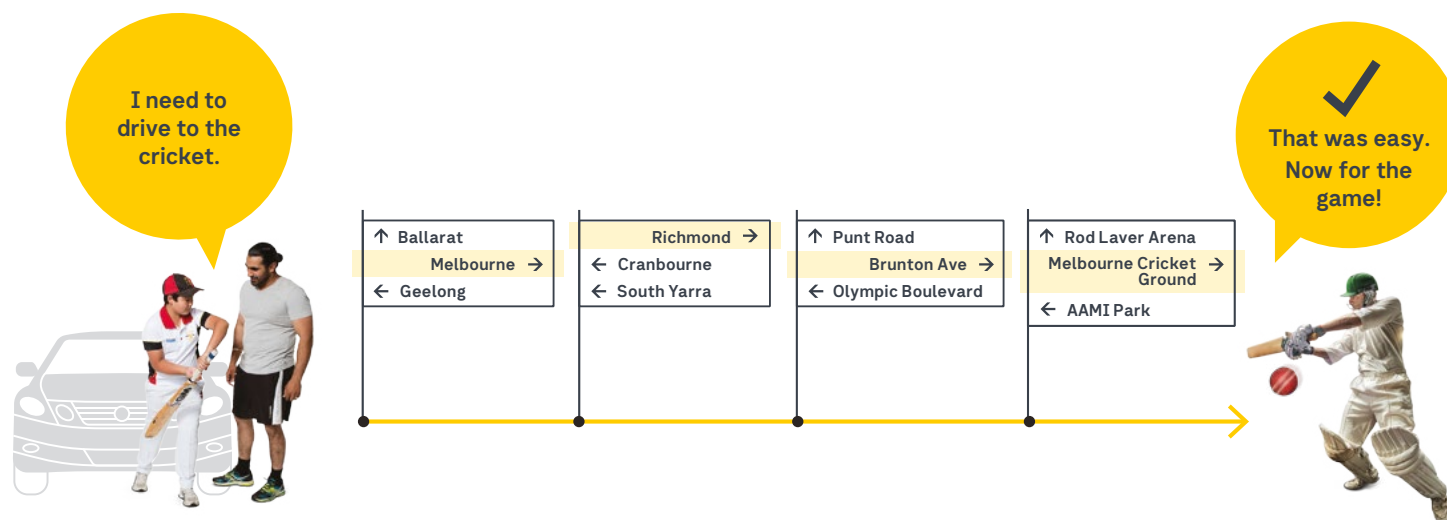 I need to
drive to the
cricket.
↑ Ballarat
Melbourne →
← Geelong
Richmond →
← Cranbourne
← South Yarra
↑ Punt Road
Brunton Ave →
← Olympic Boulevard
↑ Rod Laver Arena
Melbourne Cricket →
Ground
← AAMI Park
That was easy.
Now for the
game!